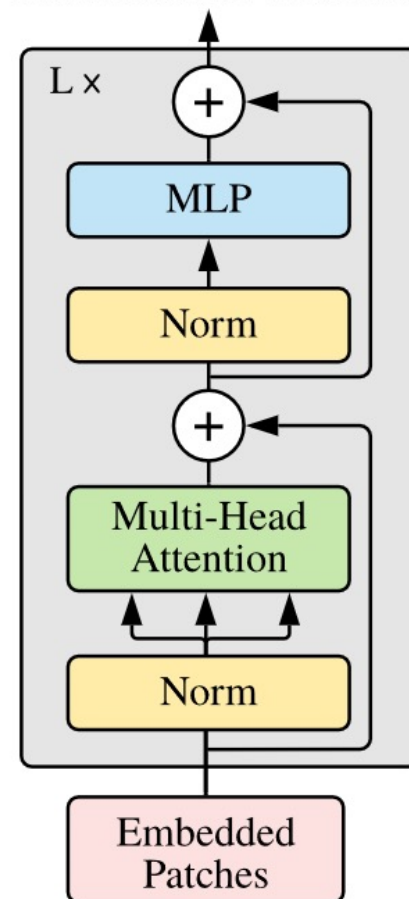 L ×
+
MLP
Norm
+
Multi-Head
Attention
Norm
Embedded
Patches